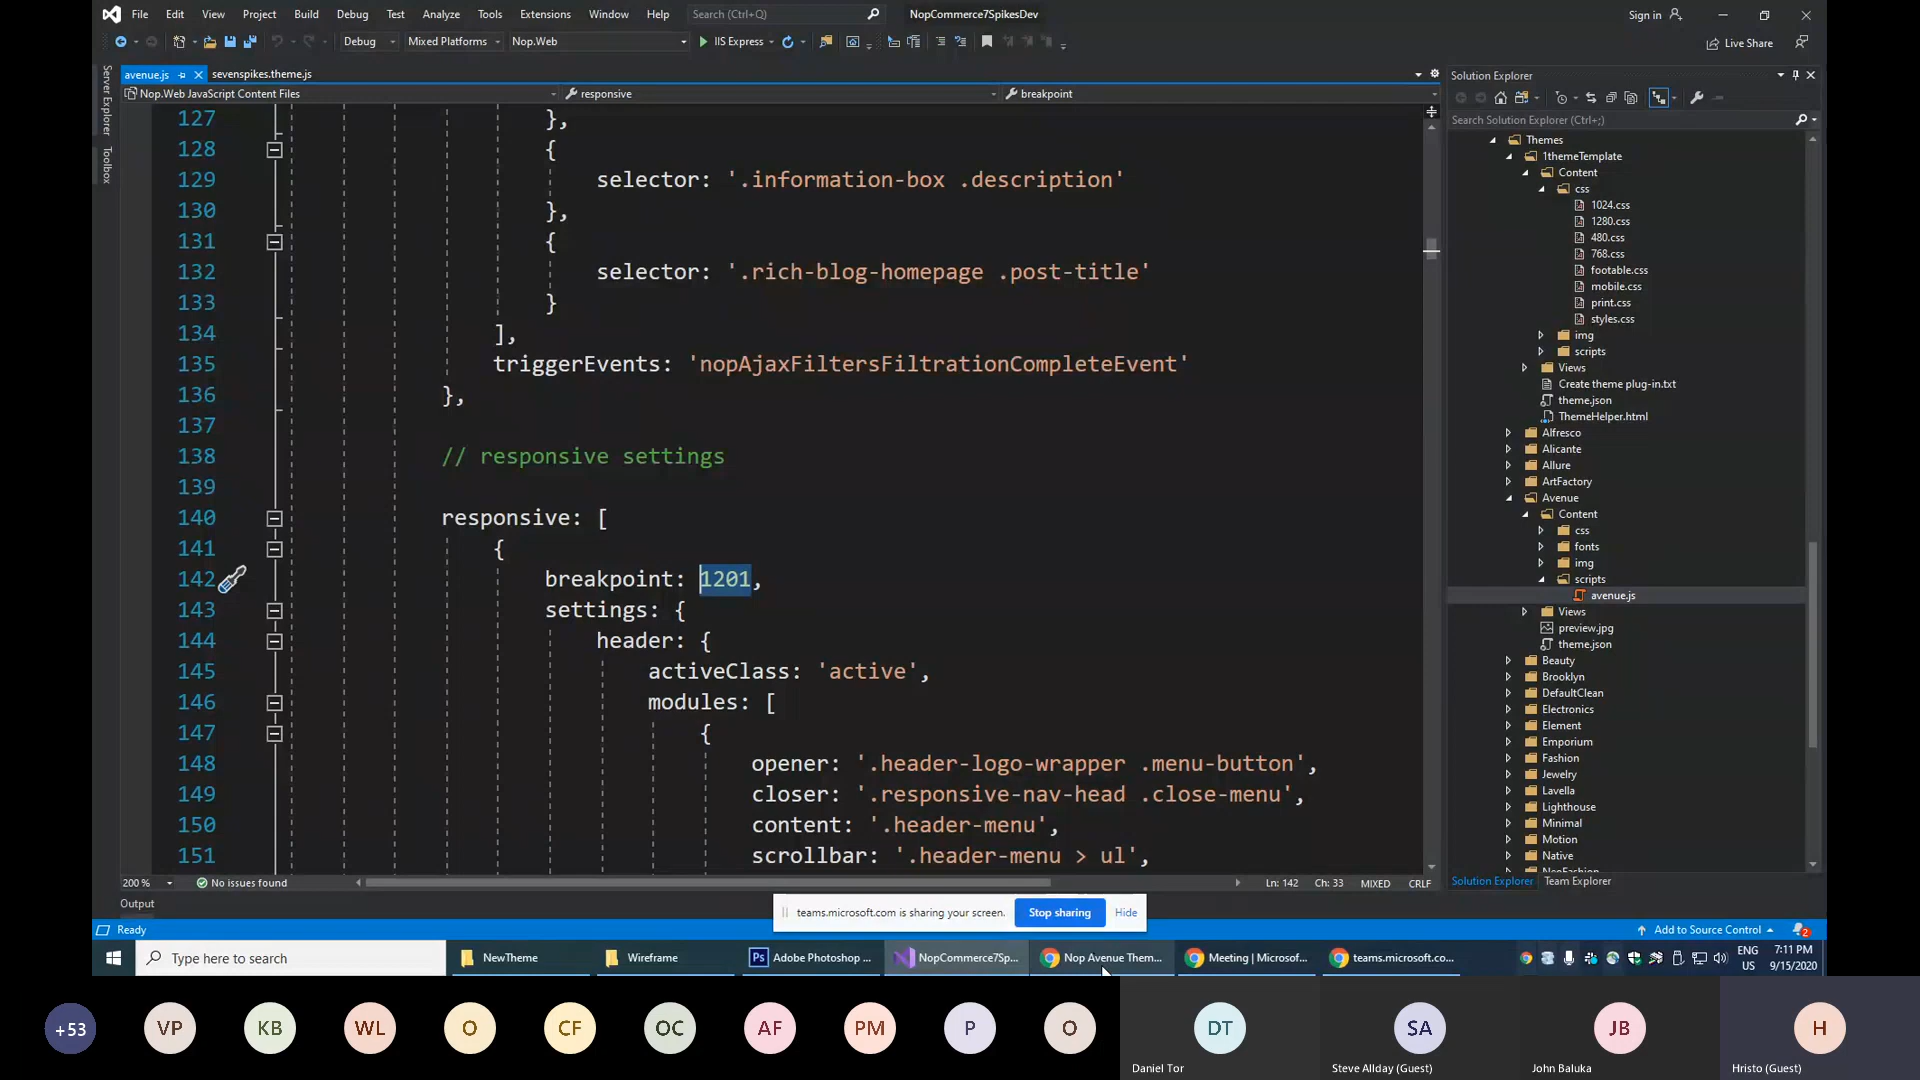 File Edit View Project Build Debug Test Analyze Tools Extensions Window Help Search (Ctrl+Q) NopCommerce7SpikesDev Sign in
Debug Mixed Platforms Nop.Web IIS Express Live Share
avenue.js sevenspikes.theme.js
Nop.Web JavaScript Content Files responsive breakpoint
Server Explorer
Toolbox
127 },
128 {
129 selector: '.information-box .description'
130 },
131 {
132 selector: '.rich-blog-homepage .post-title'
133 }
134 ],
135 triggerEvents: 'nopAjaxFiltersFiltrationCompleteEvent'
136 },
137
138 // responsive settings
139
140 responsive: [
141 {
142 breakpoint: 1201,
143 settings: {
144 header: {
145 activeClass: 'active',
146 modules: [
147 {
148 opener: '.header-logo-wrapper .menu-button',
149 closer: '.responsive-nav-head .close-menu',
150 content: '.header-menu',
151 scrollbar: '.header-menu > ul',
200 % No issues found Ln: 142 Ch: 33 MIXED CRLF
Solution Explorer
Search Solution Explorer (Ctrl+;)
Themes
1themeTemplate
Content
css
1024.css
1280.css
480.css
768.css
footable.css
mobile.css
print.css
styles.css
img
scripts
Views
Create theme plug-in.txt
theme.json
ThemeHelper.html
Alfresco
Alicante
Allure
ArtFactory
Avenue
Content
css
fonts
img
scripts
avenue.js
Views
preview.jpg
theme.json
Beauty
Brooklyn
DefaultClean
Electronics
Element
Emporium
Fashion
Jewelry
Lavella
Lighthouse
Minimal
Motion
Native
Solution Explorer Team Explorer
Output
teams.microsoft.com is sharing your screen. Stop sharing Hide
Ready Add to Source Control 2
Type here to search NewTheme Wireframe Ps Adobe Photoshop ... NopCommerce7Sp... Nop Avenue Them... Meeting | Microsof... teams.microsoft.co... ENG 7:11 PM
US 9/15/2020
+53 VP KB WL O CF OC AF PM P O DT SA JB H
Daniel Tor Steve Allday (Guest) John Baluka Hristo (Guest)